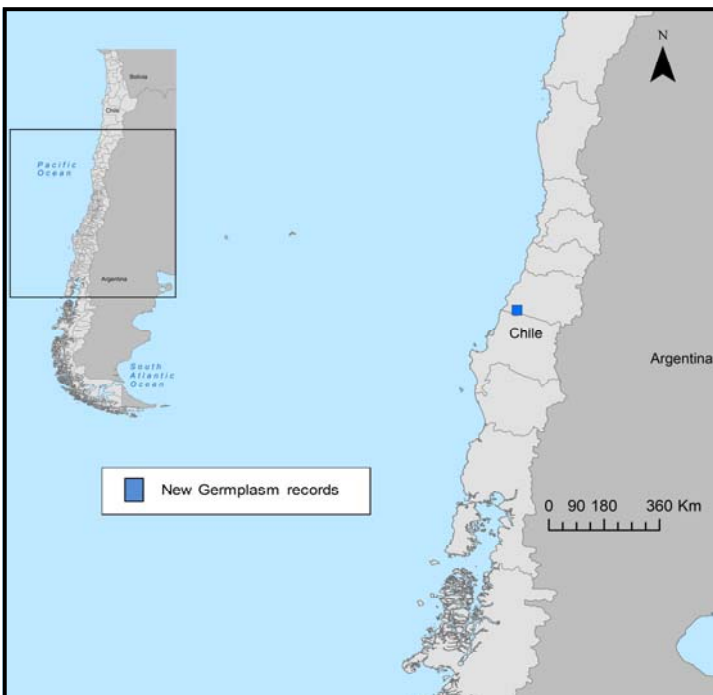 Bolivia
Chile
Pacific
Ocean
Argentina
South
Atlantic
Ocean
N
Chile
Argentina
New Germplasm records
0 90 180 360 Km